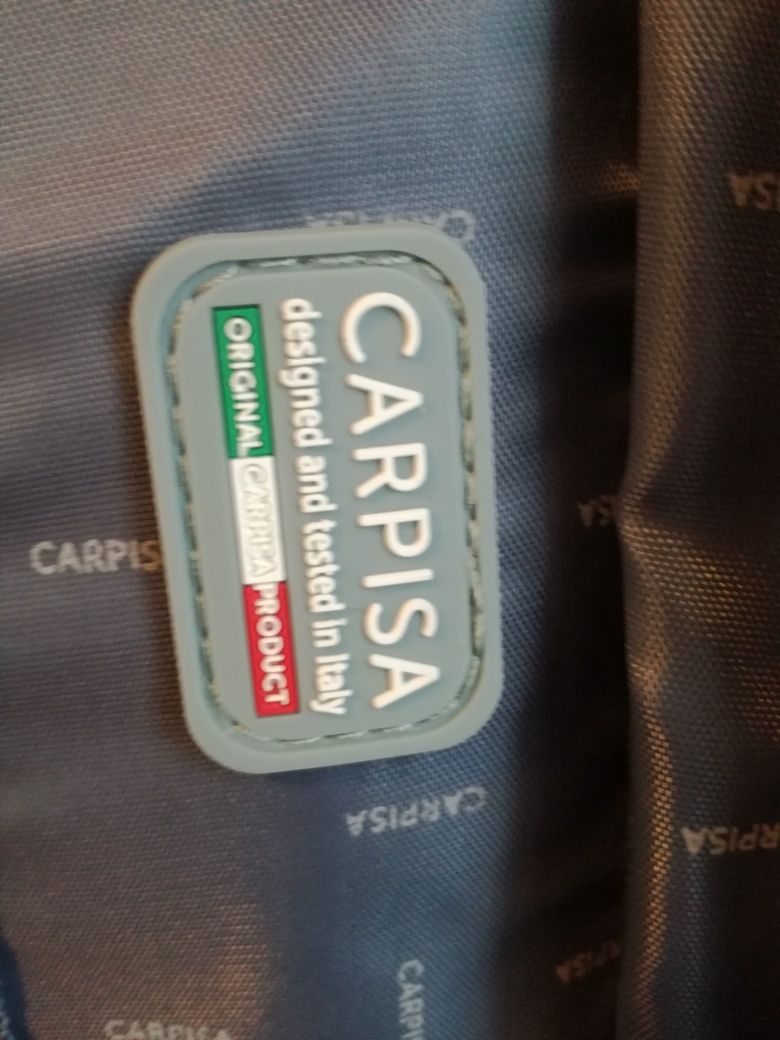 CARPISA
designed and tested in Italy
ORIGINAL CARPISA PRODUCT
CARPISA
CARPISA
CARPISA
CARPISA